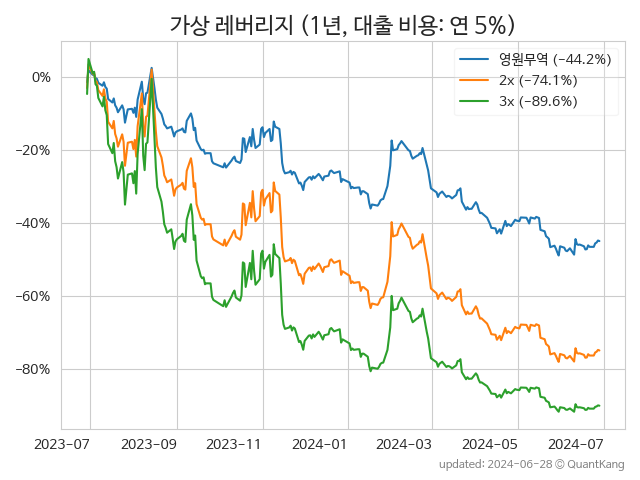 가상 레버리지 (1년, 대출 비용: 연 5%)
영원무역 (−44.2%)
2x (−74.1%)
3x (−89.6%)
0%
−20%
−40%
−60%
−80%
2023-07
2023-09
2023-11
2024-01
2024-03
2024-05
2024-07
updated: 2024-06-28 © QuantKang